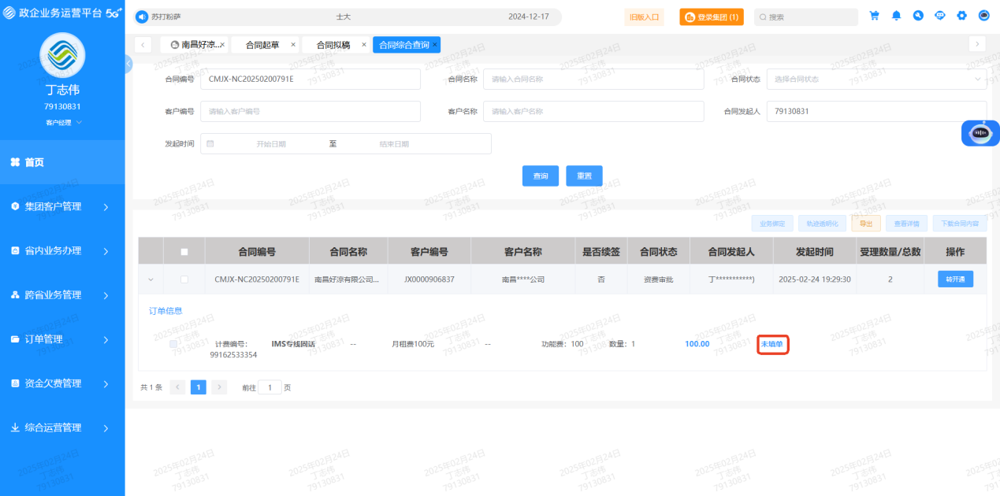 政企业务运营平台 5G
苏打粉萨 士大 2024-12-17 旧版入口 登录集团 (1) 搜索
南昌好凉...× 合同起草 × 合同拟稿 × 合同综合查询 ×
丁志伟
79130831
客户经理
合同编号 CMJX-NC20250200791E 合同名称 请输入合同名称 合同状态 选择合同状态
客户编号 请输入客户编号 客户名称 请输入客户名称 合同发起人 79130831
发起时间 开始日期 至 结束日期
查询 重置
首页
集团客户管理
省内业务办理
跨省业务管理
订单管理
资金欠费管理
综合运营管理
业务绑定 轨迹透明化 导出 查看详情 下载合同内容
合同编号 合同名称 客户编号 客户名称 是否续签 合同状态 合同发起人 发起时间 受理数量/总数 操作
CMJX-NC20250200791E 南昌好凉有限公司... JX0000906837 南昌****公司 否 资费审批 丁***********) 2025-02-24 19:29:30 2 转开通
订单信息
计费编号: IMS专线固话 -- 月租费100元 -- 功能费: 100 数量: 1 100.00 未填单
99162533354
共 1 条 1 前往 1 页
2025年02月24日
丁志伟
79130831